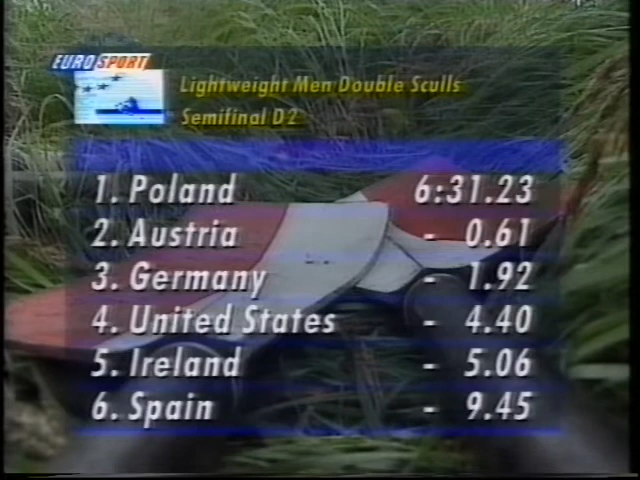 EUROSPORT
Lightweight Men Double Sculls
Semifinal D2
1. Poland 6:31.23
2. Austria - 0.61
3. Germany - 1.92
4. United States - 4.40
5. Ireland - 5.06
6. Spain - 9.45